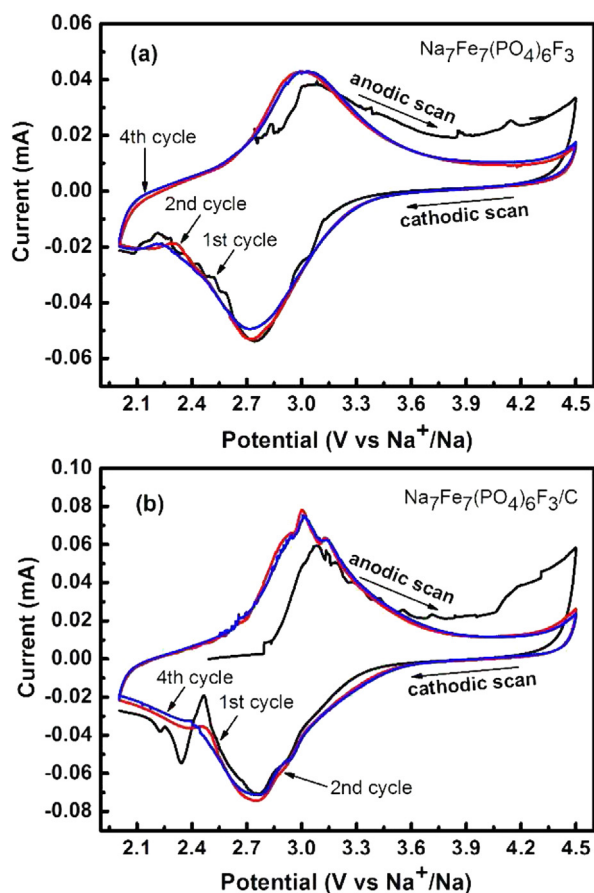 (a)
Na7Fe7(PO4)6F3
anodic scan
4th cycle
2nd cycle
1st cycle
cathodic scan
Current (mA)
0.06
0.04
0.02
0.00
-0.02
-0.04
-0.06
2.1 2.4 2.7 3.0 3.3 3.6 3.9 4.2 4.5
Potential (V vs Na+/Na)
(b)
Na7Fe7(PO4)6F3/C
anodic scan
cathodic scan
4th cycle
1st cycle
2nd cycle
Current (mA)
0.10
0.08
0.06
0.04
0.02
0.00
-0.02
-0.04
-0.06
-0.08
2.1 2.4 2.7 3.0 3.3 3.6 3.9 4.2 4.5
Potential (V vs Na+/Na)